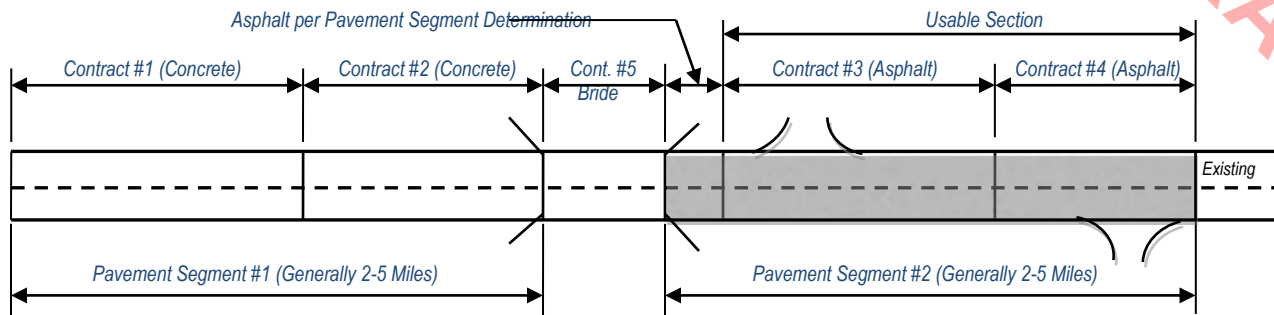 Asphalt per Pavement Segment Determination
Usable Section
Contract #1 (Concrete)
Contract #2 (Concrete)
Cont. #5
Bride
Contract #3 (Asphalt)
Contract #4 (Asphalt)
Existing
Pavement Segment #1 (Generally 2-5 Miles)
Pavement Segment #2 (Generally 2-5 Miles)